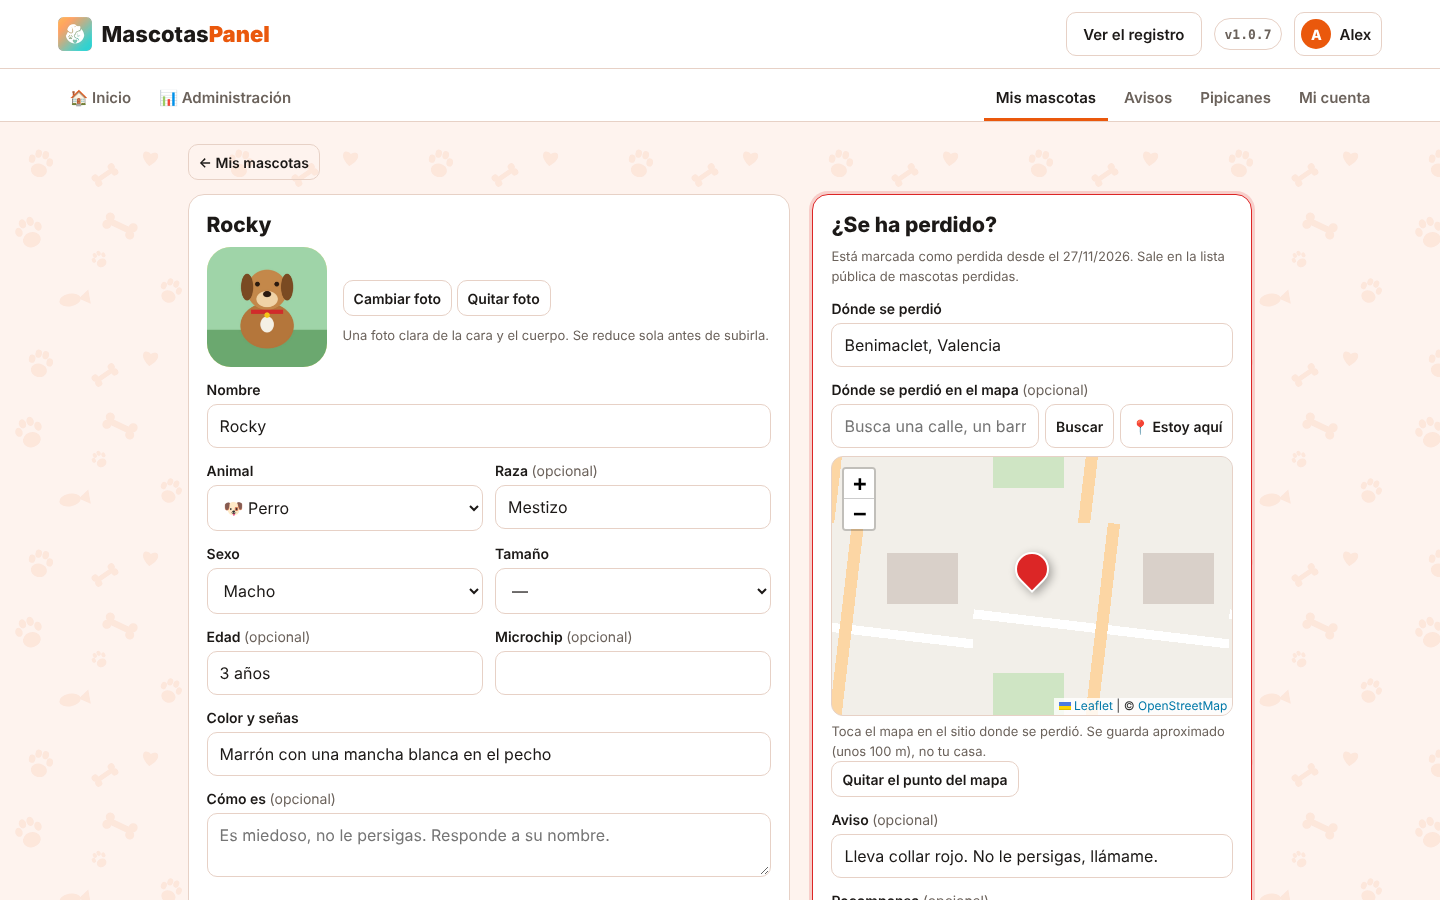 MascotasPanel
Ver el registro
v1.0.7
A
Alex
🏠 Inicio
📊 Administración
Mis mascotas
Avisos
Pipicanes
Mi cuenta
← Mis mascotas
Rocky
Cambiar foto
Quitar foto
Una foto clara de la cara y el cuerpo. Se reduce sola antes de subirla.
Nombre
Rocky
Animal
Raza (opcional)
🐶 Perro
Mestizo
Sexo
Tamaño
Macho
—
Edad (opcional)
Microchip (opcional)
3 años
Color y señas
Marrón con una mancha blanca en el pecho
Cómo es (opcional)
Es miedoso, no le persigas. Responde a su nombre.
¿Se ha perdido?
Está marcada como perdida desde el 27/11/2026. Sale en la lista
pública de mascotas perdidas.
Dónde se perdió
Benimaclet, Valencia
Dónde se perdió en el mapa (opcional)
Busca una calle, un barr
Buscar
📍 Estoy aquí
+
−
Leaflet | © OpenStreetMap
Toca el mapa en el sitio donde se perdió. Se guarda aproximado
(unos 100 m), no tu casa.
Quitar el punto del mapa
Aviso (opcional)
Lleva collar rojo. No le persigas, llámame.
Recompensa (opcional)